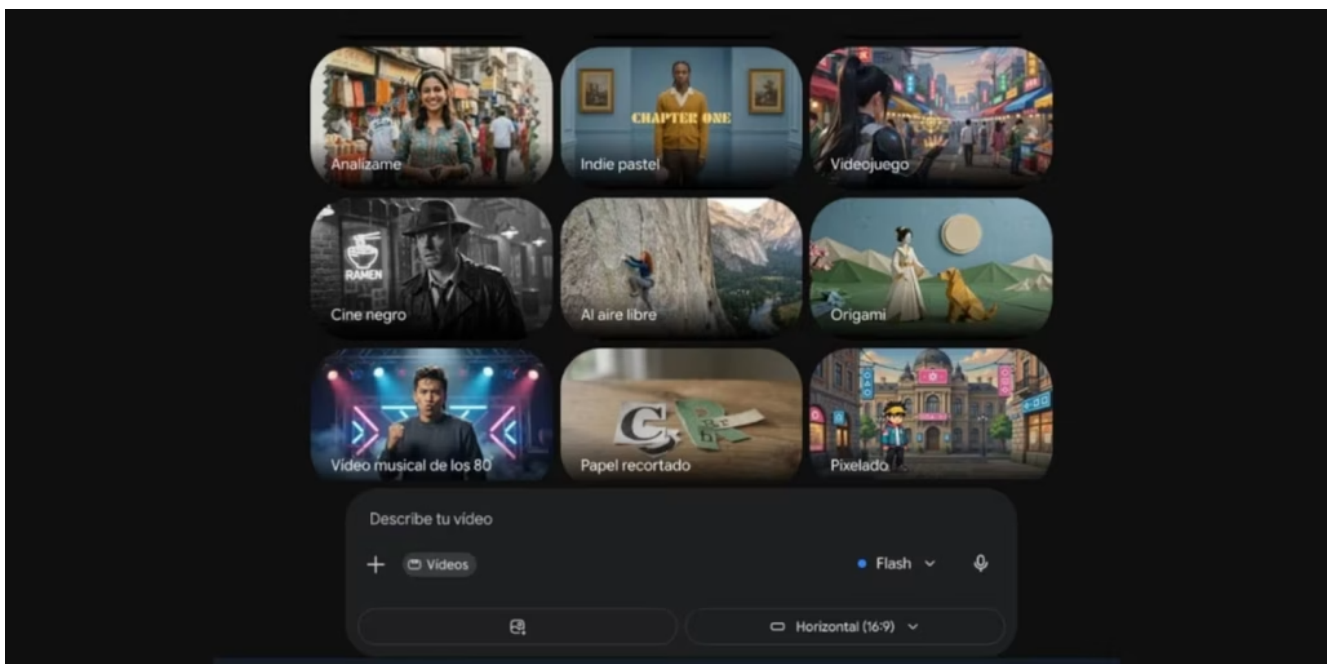 CHAPTER ONE
Analízame
Indie pastel
Videojuego
RAMEN
Cine negro
Al aire libre
Origami
Vídeo musical de los 80
Papel recortado
Pixelado
Describe tu vídeo
Vídeos
Flash
Horizontal (16:9)